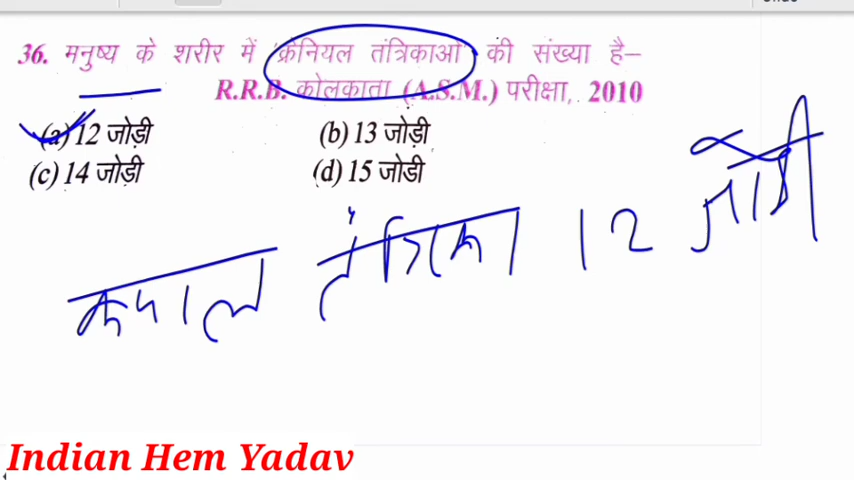 36. मनुष्य के शरीर में क्रेनियल तंत्रिकाओं की संख्या है–
R.R.B. कोलकाता (A.S.M.) परीक्षा, 2010
(a) 12 जोड़ी (b) 13 जोड़ी
(c) 14 जोड़ी (d) 15 जोडी
कपाल तंत्रिका 12 जोड़ी
Indian Hem Yadav